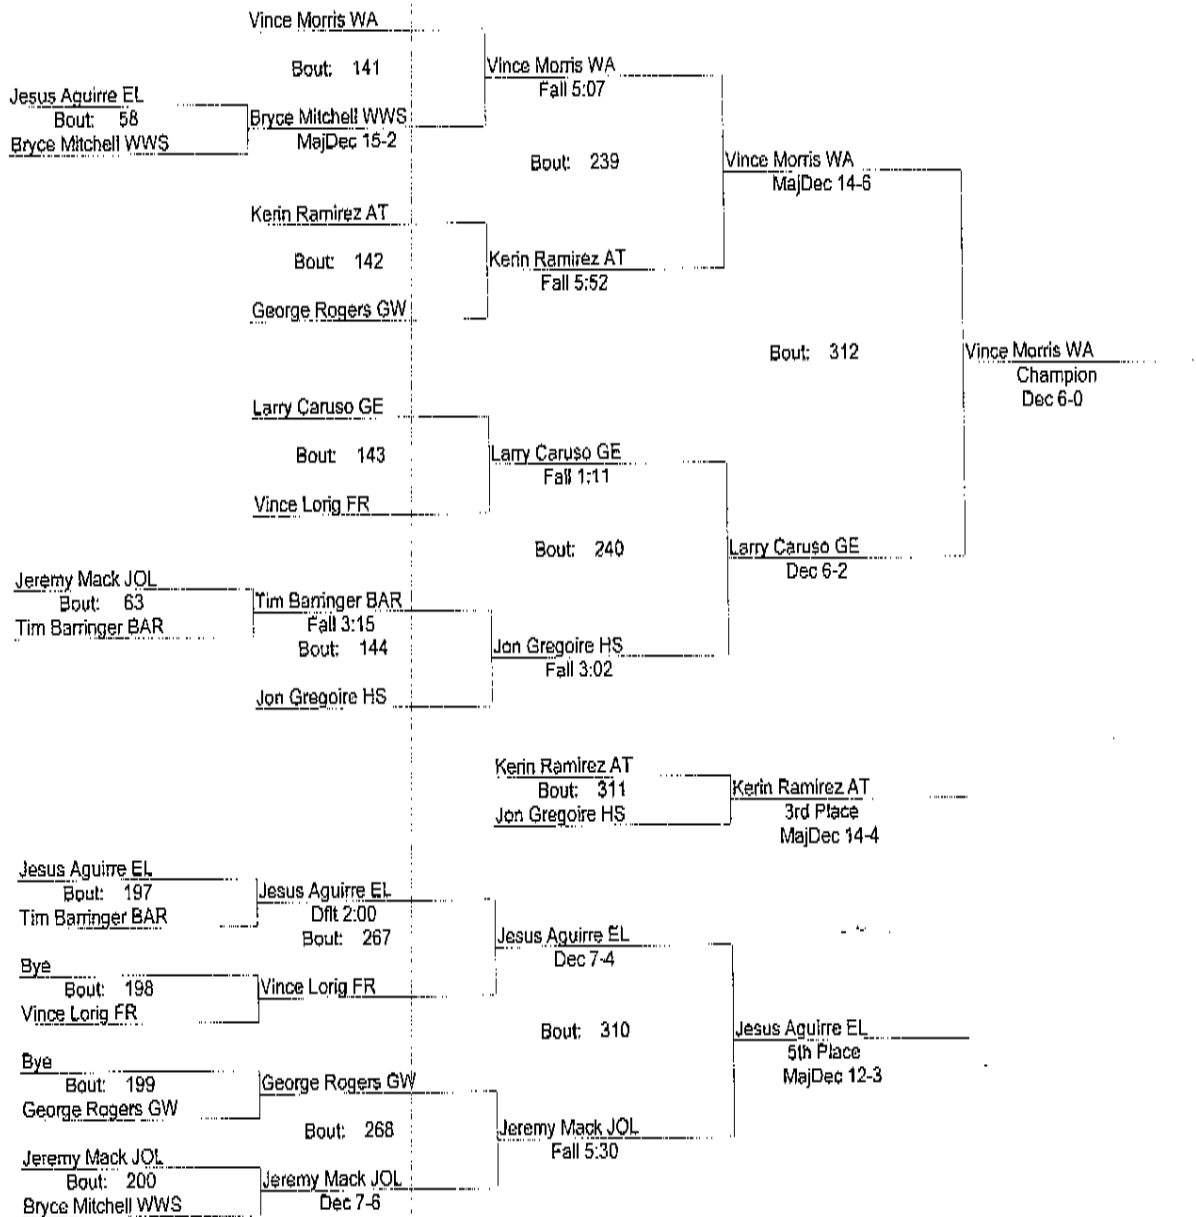 Vince Morris WA
Bout: 141
Vince Morris WA
Fall 5:07
Jesus Aguirre EL
Bout: 58
Bryce Mitchell WWS
Bryce Mitchell WWS
MajDec 15-2
Bout: 239
Vince Morris WA
MajDec 14-6
Kerin Ramirez AT
Bout: 142
Kerin Ramirez AT
Fall 5:52
George Rogers GW
Bout: 312
Vince Morris WA
Champion
Dec 6-0
Larry Caruso GE
Bout: 143
Larry Caruso GE
Fall 1:11
Vince Lorig FR
Bout: 240
Larry Caruso GE
Dec 6-2
Jeremy Mack JOL
Bout: 63
Tim Barringer BAR
Tim Barringer BAR
Fall 3:15
Bout: 144
Jon Gregoire HS
Fall 3:02
Jon Gregoire HS
Kerin Ramirez AT
Bout: 311
Jon Gregoire HS
Kerin Ramirez AT
3rd Place
MajDec 14-4
Jesus Aguirre EL
Bout: 197
Tim Barringer BAR
Jesus Aguirre EL
Dflt 2:00
Bout: 267
Jesus Aguirre EL
Dec 7-4
Bye
Bout: 198
Vince Lorig FR
Vince Lorig FR
Bout: 310
Jesus Aguirre EL
5th Place
MajDec 12-3
Bye
Bout: 199
George Rogers GW
George Rogers GW
Bout: 268
Jeremy Mack JOL
Fall 5:30
Jeremy Mack JOL
Bout: 200
Bryce Mitchell WWS
Jeremy Mack JOL
Dec 7-6